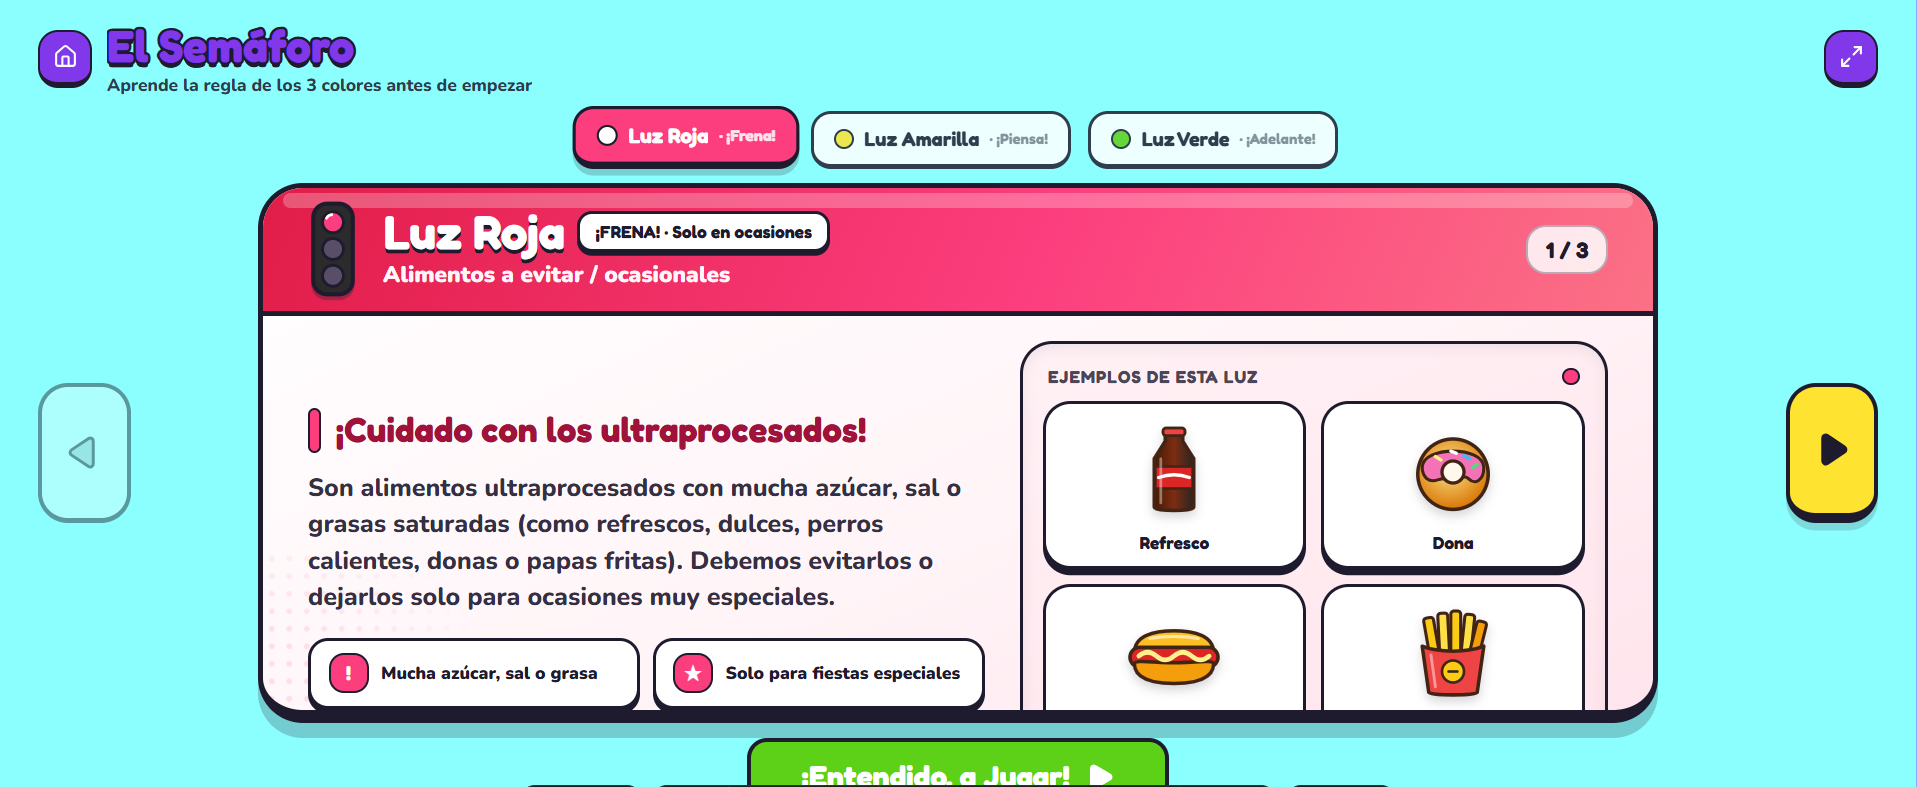 El Semáforo
Aprende la regla de los 3 colores antes de empezar
Luz Roja · ¡Frena!
Luz Amarilla · ¡Piensa!
Luz Verde · ¡Adelante!
Luz Roja
¡FRENA! · Solo en ocasiones
Alimentos a evitar / ocasionales
1 / 3
¡Cuidado con los ultraprocesados!
Son alimentos ultraprocesados con mucha azúcar, sal o
grasas saturadas (como refrescos, dulces, perros
calientes, donas o papas fritas). Debemos evitarlos o
dejarlos solo para ocasiones muy especiales.
! Mucha azúcar, sal o grasa
★ Solo para fiestas especiales
EJEMPLOS DE ESTA LUZ
Refresco
Dona
¡Entendido, a Jugar!